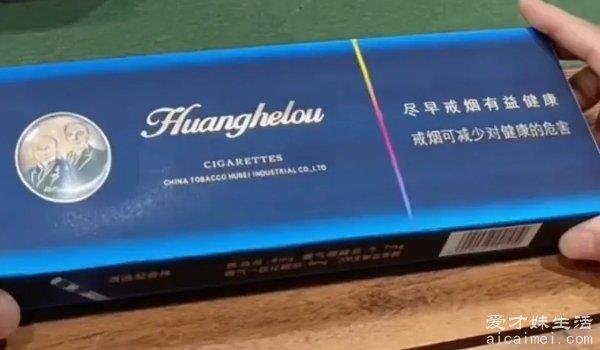 Huanghelou
CIGARETTES
CHINA TOBACCO HUBEI INDUSTRIAL CO.,LTD
尽早戒烟有益健康
戒烟可减少对健康的危害
爱才妹生活
aicaimei.com